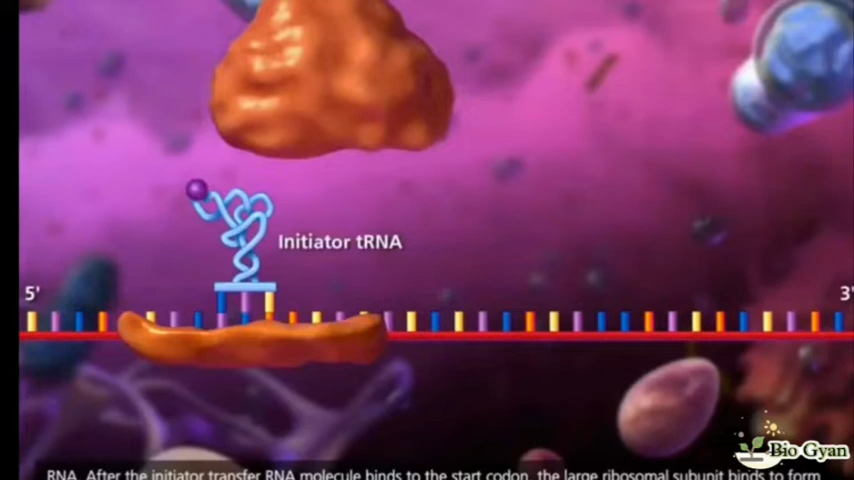 Initiator tRNA
5'
3'
Bio Gyan
RNA. After the initiator transfer RNA molecule binds to the start codon, the large ribosomal subunit binds to form